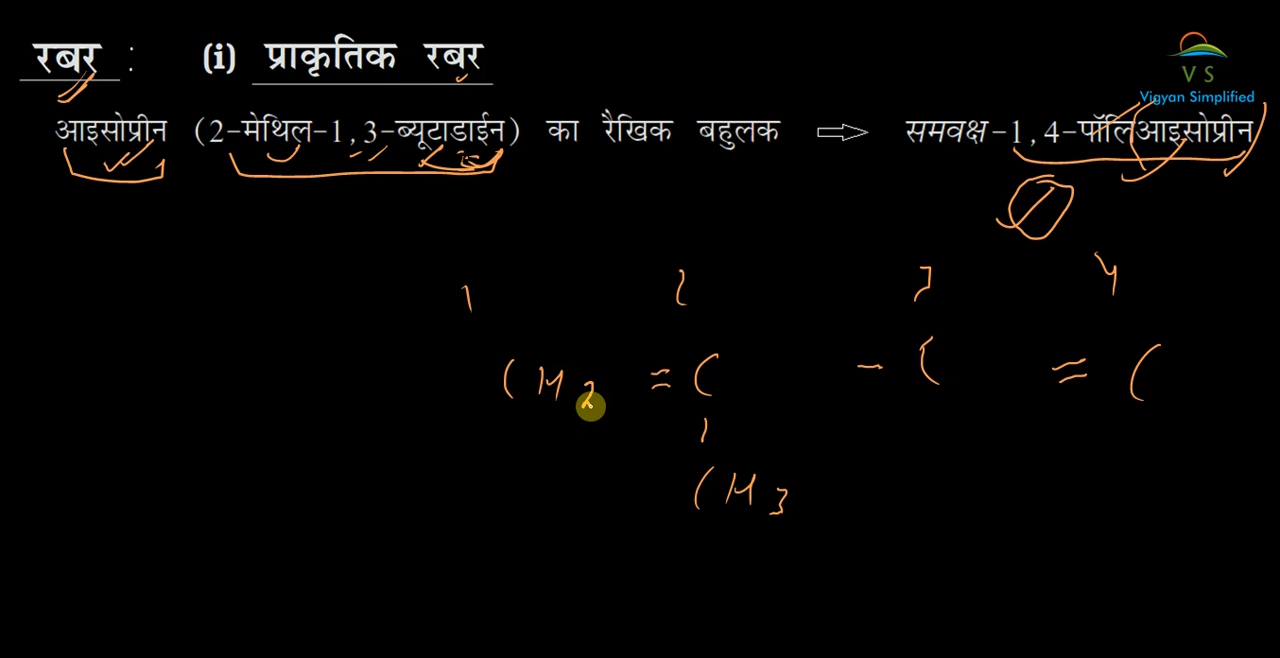 रबर : (i) प्राकृतिक रबर
V S
Vigyan Simplified
आइसोप्रीन (2-मेथिल-1,3-ब्यूटाडाईन) का रैखिक बहुलक ⇨ समवक्ष-1,4-पॉलिआइसोप्रीन
1 2 3 4
CH2 = C - C = C
CH3